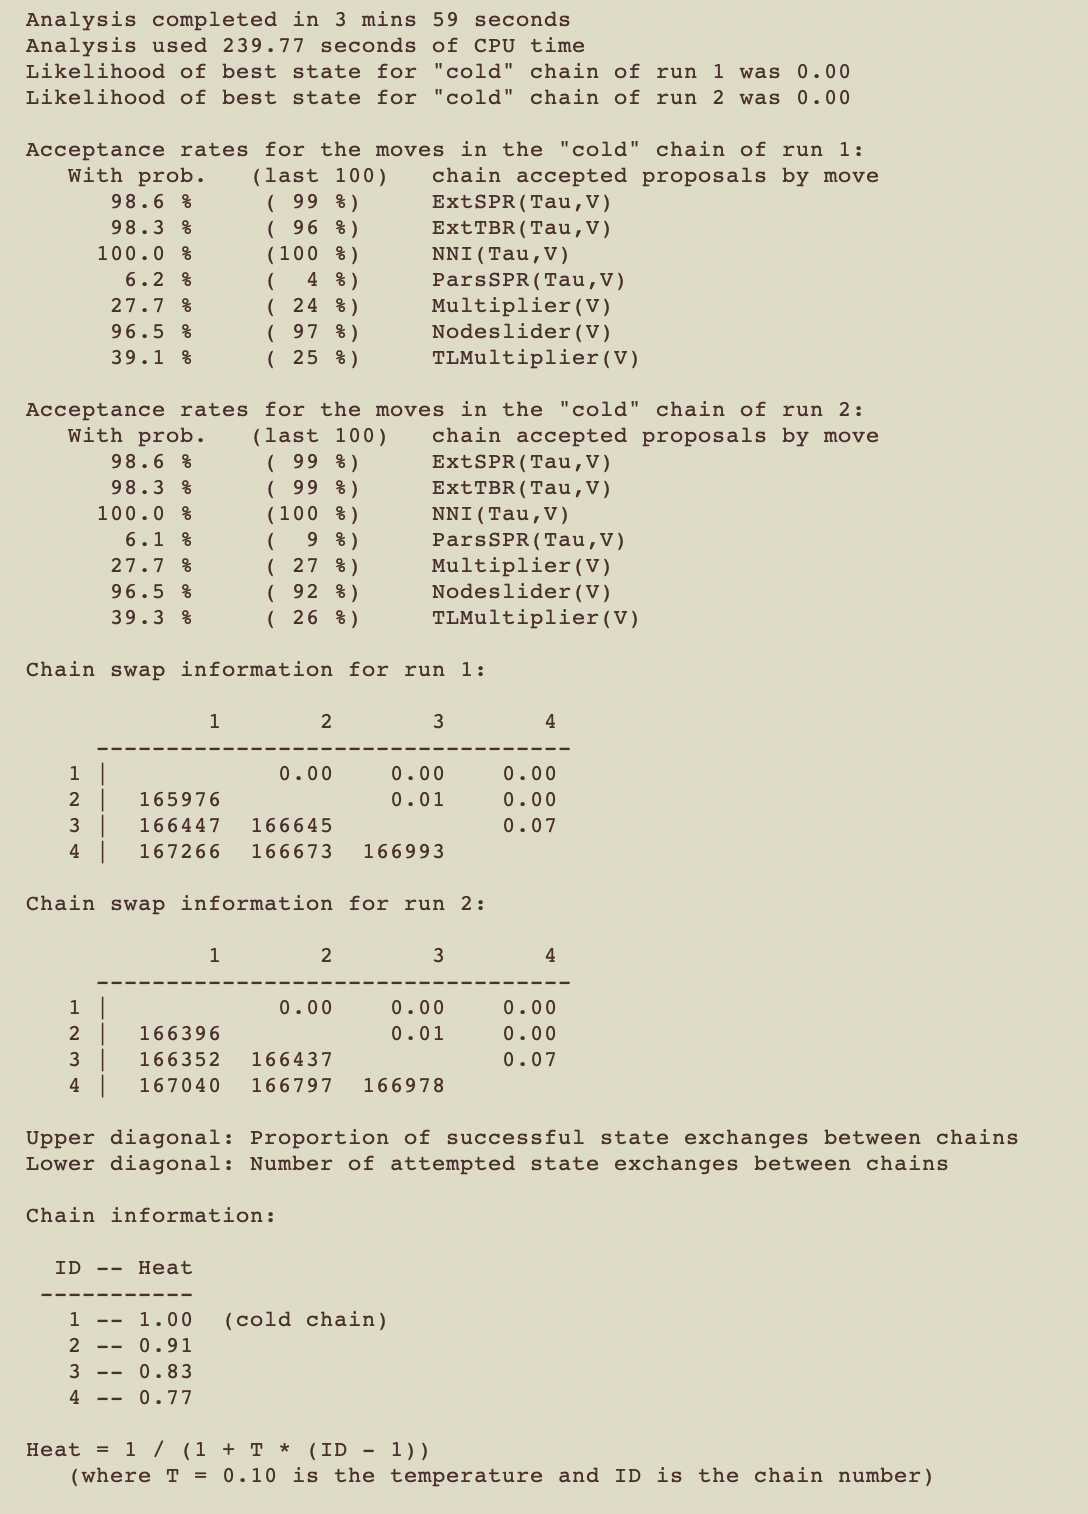 Analysis completed in 3 mins 59 seconds
Analysis used 239.77 seconds of CPU time
Likelihood of best state for "cold" chain of run 1 was 0.00
Likelihood of best state for "cold" chain of run 2 was 0.00

Acceptance rates for the moves in the "cold" chain of run 1:
   With prob.   (last 100)   chain accepted proposals by move
      98.6 %     ( 99 %)     ExtSPR(Tau,V)
      98.3 %     ( 96 %)     ExtTBR(Tau,V)
     100.0 %     (100 %)     NNI(Tau,V)
       6.2 %     (  4 %)     ParsSPR(Tau,V)
      27.7 %     ( 24 %)     Multiplier(V)
      96.5 %     ( 97 %)     Nodeslider(V)
      39.1 %     ( 25 %)     TLMultiplier(V)

Acceptance rates for the moves in the "cold" chain of run 2:
   With prob.   (last 100)   chain accepted proposals by move
      98.6 %     ( 99 %)     ExtSPR(Tau,V)
      98.3 %     ( 99 %)     ExtTBR(Tau,V)
     100.0 %     (100 %)     NNI(Tau,V)
       6.1 %     (  9 %)     ParsSPR(Tau,V)
      27.7 %     ( 27 %)     Multiplier(V)
      96.5 %     ( 92 %)     Nodeslider(V)
      39.3 %     ( 26 %)     TLMultiplier(V)

Chain swap information for run 1:

             1       2       3       4
     ----------------------------------
   1 |            0.00    0.00    0.00
   2 |  165976            0.01    0.00
   3 |  166447  166645            0.07
   4 |  167266  166673  166993

Chain swap information for run 2:

             1       2       3       4
     ----------------------------------
   1 |            0.00    0.00    0.00
   2 |  166396            0.01    0.00
   3 |  166352  166437            0.07
   4 |  167040  166797  166978

Upper diagonal: Proportion of successful state exchanges between chains
Lower diagonal: Number of attempted state exchanges between chains

Chain information:

  ID -- Heat
 -----------
   1 -- 1.00  (cold chain)
   2 -- 0.91
   3 -- 0.83
   4 -- 0.77

Heat = 1 / (1 + T * (ID - 1))
   (where T = 0.10 is the temperature and ID is the chain number)